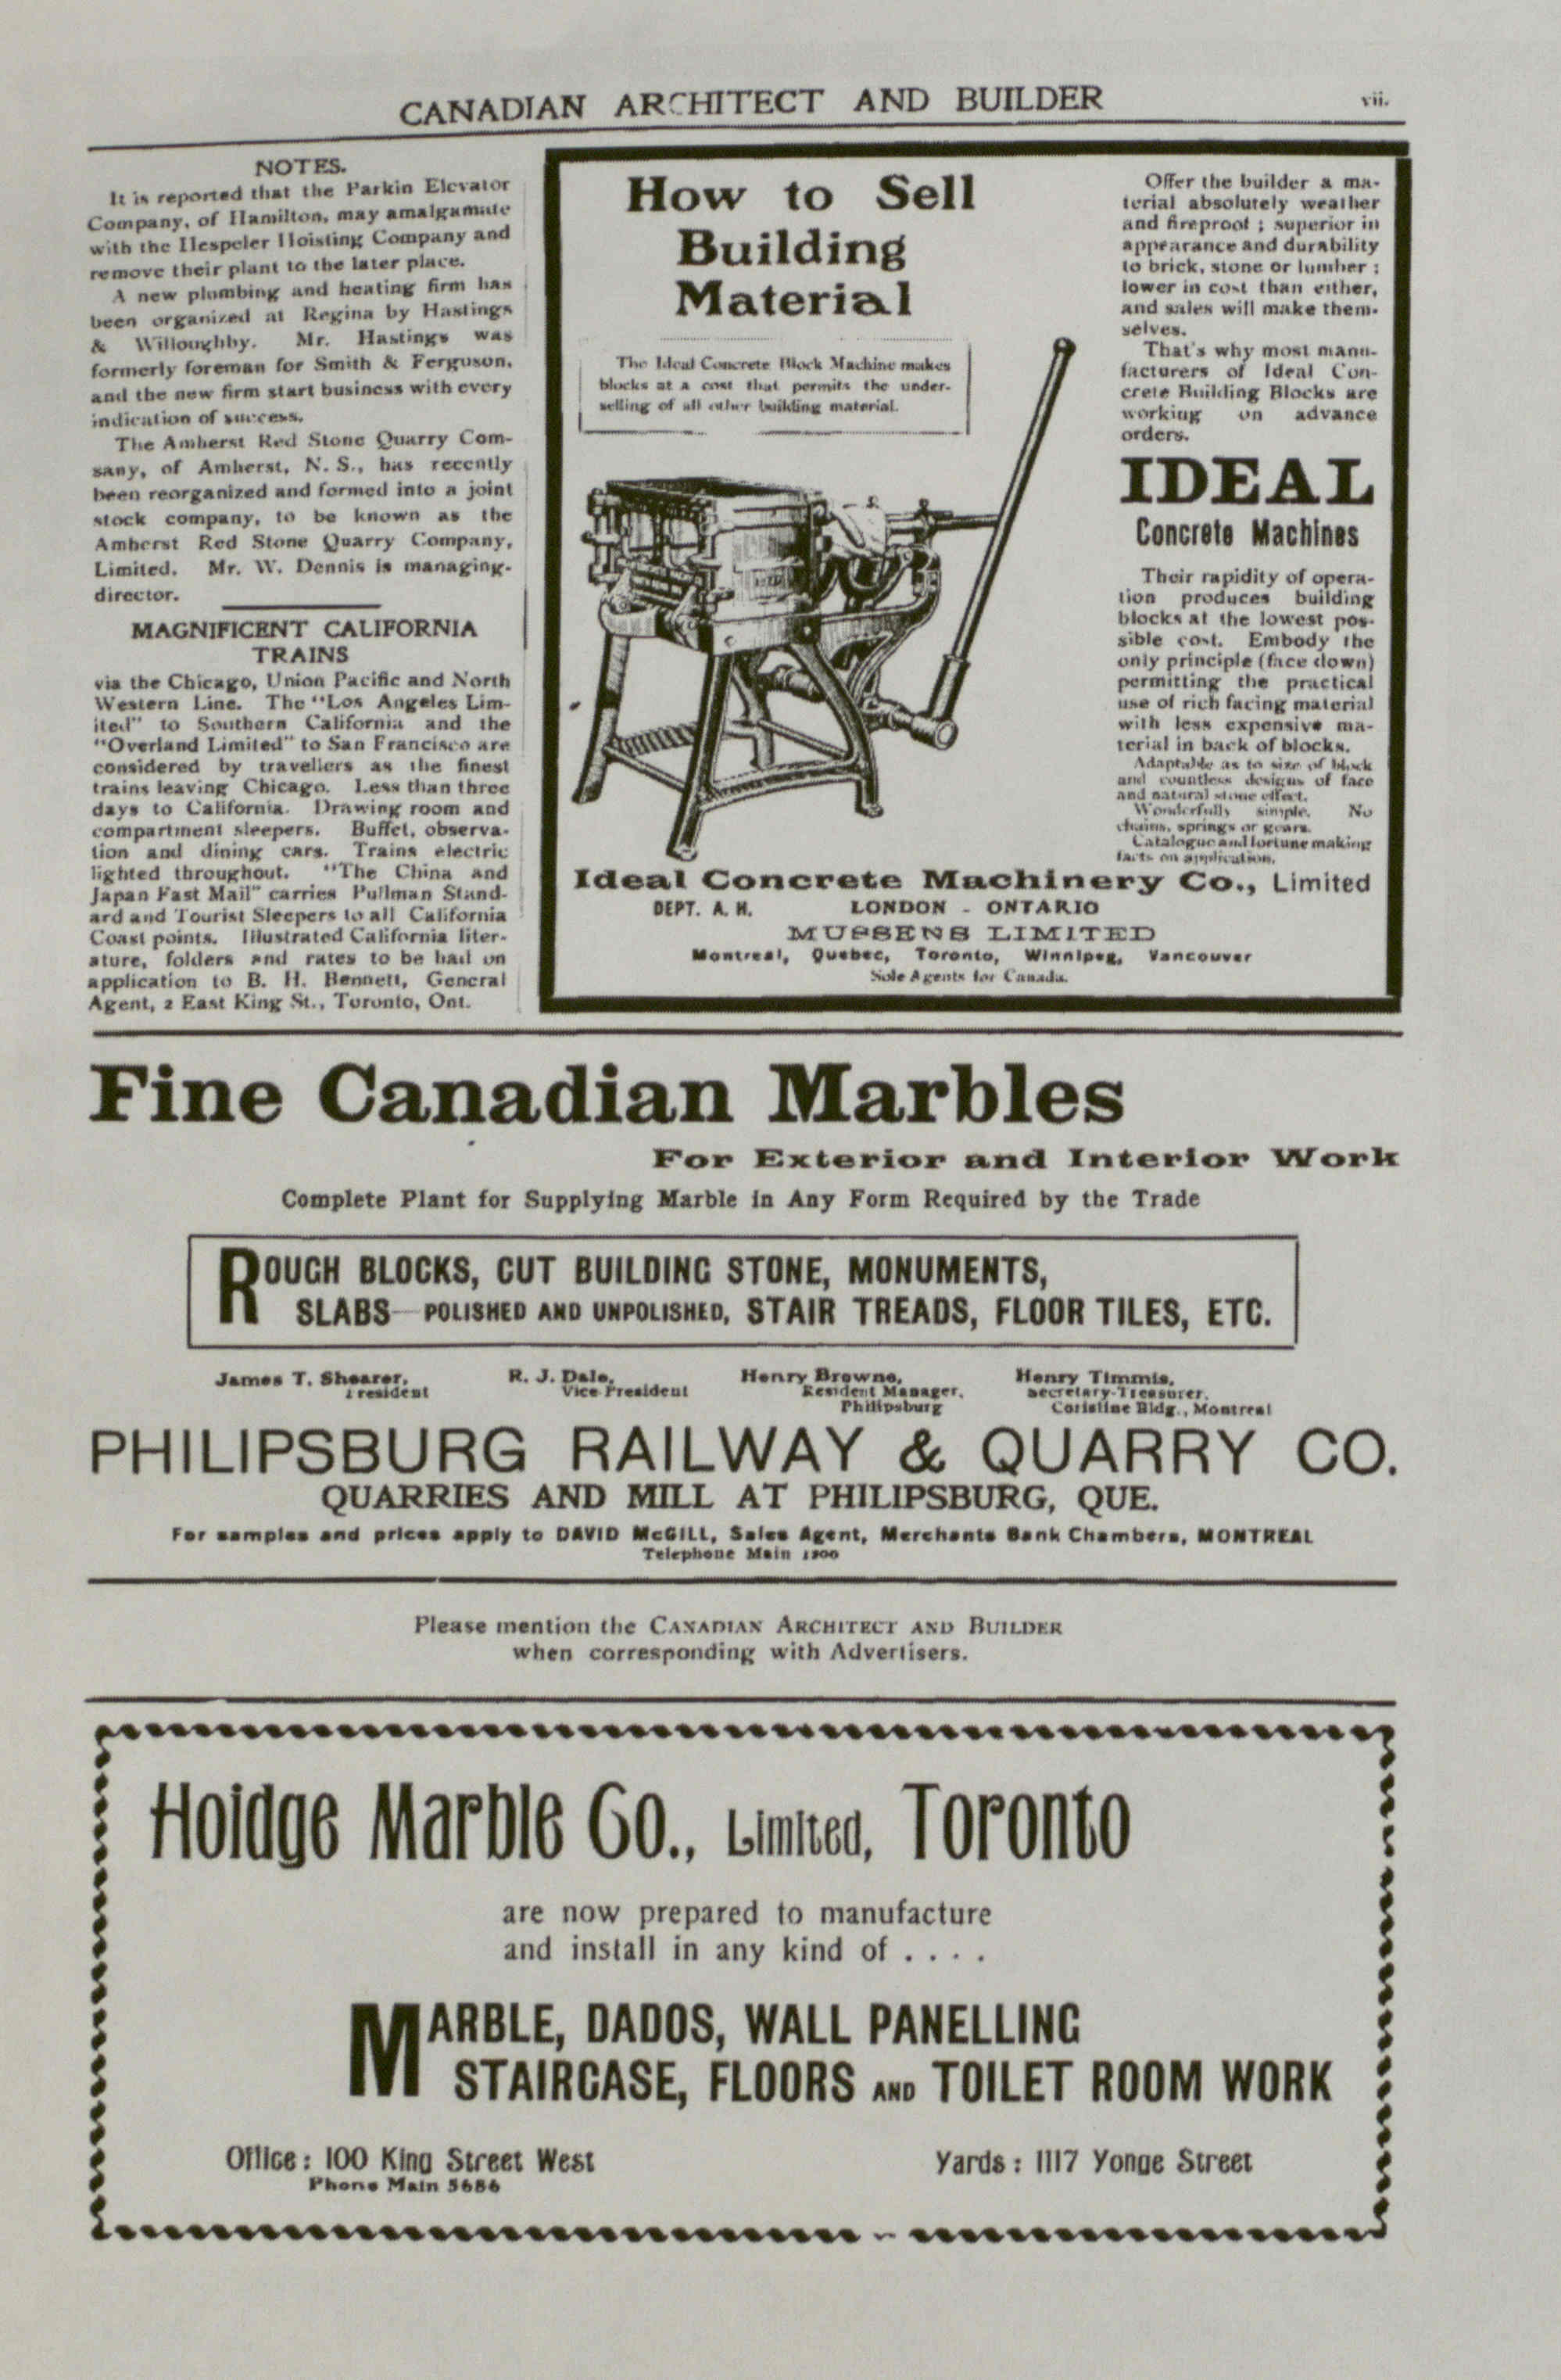 CANADIAN ARCHITECT AND BUILDER vii.
NOTES.
It is reported that the Parkin Elevator
Company, of Hamilton, may amalgamate
with the Hespeler Hoisting Company and
remove their plant to the later place.
A new plumbing and heating firm has
been organized at Regina by Hastings
& Willoughby. Mr. Hastings was
formerly foreman for Smith & Ferguson,
and the new firm start business with every
indication of success.
The Amherst Red Stone Quarry Com-
sany, of Amherst, N. S., has recently
been reorganized and formed into a joint
stock company, to be known as the
Amherst Red Stone Quarry Company,
Limited. Mr. W. Dennis is managing-
director.
MAGNIFICENT CALIFORNIA
TRAINS
via the Chicago, Union Pacific and North
Western Line. The "Los Angeles Lim-
ited" to Southern California and the
"Overland Limited" to San Francisco are
considered by travellers as the finest
trains leaving Chicago. Less than three
days to California. Drawing room and
compartment sleepers. Buffet, observa-
tion and dining cars. Trains electric
lighted throughout. "The China and
Japan Fast Mail" carries Pullman Stand-
ard and Tourist Sleepers to all California
Coast points. Illustrated California liter-
ature, folders and rates to be had on
application to B. H. Bennett, General
Agent, 2 East King St., Toronto, Ont.
How to Sell
Building
Material
The Ideal Concrete Block Machine makes
blocks at a cost that permits the under-
selling of all other building material.
Offer the builder a ma-
terial absolutely weather
and fireproof ; superior in
appearance and durability
to brick, stone or lumber ;
lower in cost than either,
and sales will make them-
selves.
That's why most manu-
facturers of Ideal Con-
crete Building Blocks are
working on advance
orders.
IDEAL
Concrete Machines
Their rapidity of opera-
tion produces building
blocks at the lowest pos-
sible cost. Embody the
only principle (face down)
permitting the practical
use of rich facing material
with less expensive ma-
terial in back of blocks.
Adaptable as to size of block
and countless designs of face
and natural stone effect.
Wonderfully simple. No
chains, springs or gears.
Catalogue and fortune making
facts on application.
Ideal Concrete Machinery Co., Limited
DEPT. A. H. LONDON - ONTARIO
MUSSENS LIMITED
Montreal, Quebec, Toronto, Winnipeg, Vancouver
Sole Agents for Canada.
Fine Canadian Marbles
For Exterior and Interior Work
Complete Plant for Supplying Marble in Any Form Required by the Trade
ROUGH BLOCKS, CUT BUILDING STONE, MONUMENTS,
SLABS—POLISHED AND UNPOLISHED, STAIR TREADS, FLOOR TILES, ETC.
James T. Shearer, R. J. Dale, Henry Browne, Henry Timmis,
President Vice President Resident Manager, Secretary-Treasurer,
Philipsburg Coristine Bldg., Montreal
PHILIPSBURG RAILWAY & QUARRY CO.
QUARRIES AND MILL AT PHILIPSBURG, QUE.
For samples and prices apply to DAVID McGILL, Sales Agent, Merchants Bank Chambers, MONTREAL
Telephone Main
Please mention the CANADIAN ARCHITECT AND BUILDER
when corresponding with Advertisers.
Hoidge Marble Co., Limited, Toronto
are now prepared to manufacture
and install in any kind of . . . .
MARBLE, DADOS, WALL PANELLING
STAIRCASE, FLOORS AND TOILET ROOM WORK
Office : 100 King Street West Yards : 1117 Yonge Street
Phone Main 5686